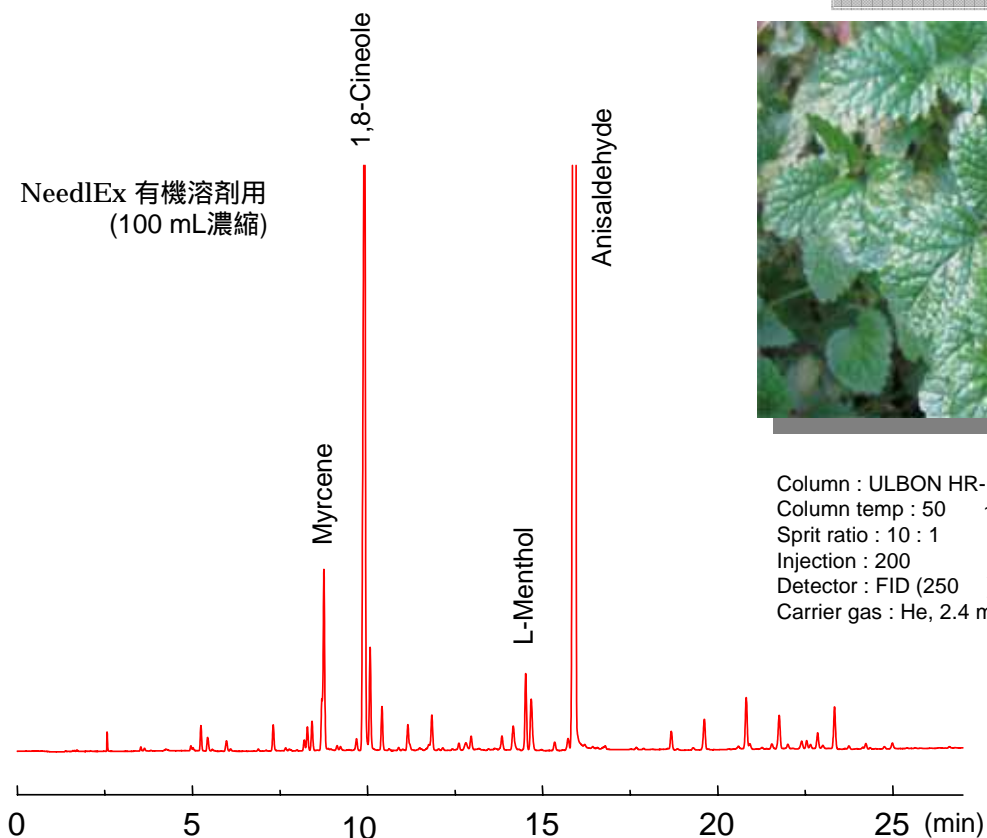 NeedlEx 有機溶剤用
(100 mL濃縮)
Myrcene
1,8-Cineole
L-Menthol
Anisaldehyde
Column : ULBON HR-
Column temp : 50
Sprit ratio : 10 : 1
Injection : 200
Detector : FID (250
Carrier gas : He, 2.4 m
0 5 10 15 20 25 (min)